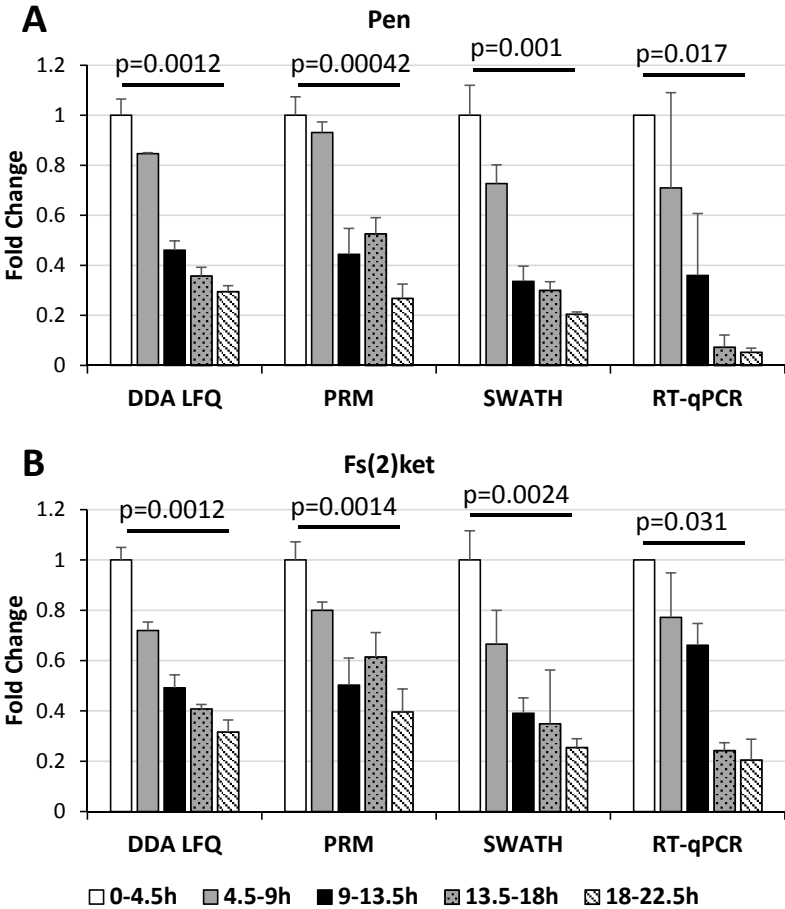 A
Pen
p=0.0012 p=0.00042 p=0.001 p=0.017
Fold Change
1.2
1
0.8
0.6
0.4
0.2
0
DDA LFQ PRM SWATH RT-qPCR
B
Fs(2)ket
p=0.0012 p=0.0014 p=0.0024 p=0.031
Fold Change
1.2
1
0.8
0.6
0.4
0.2
0
DDA LFQ PRM SWATH RT-qPCR
0-4.5h 4.5-9h 9-13.5h 13.5-18h 18-22.5h